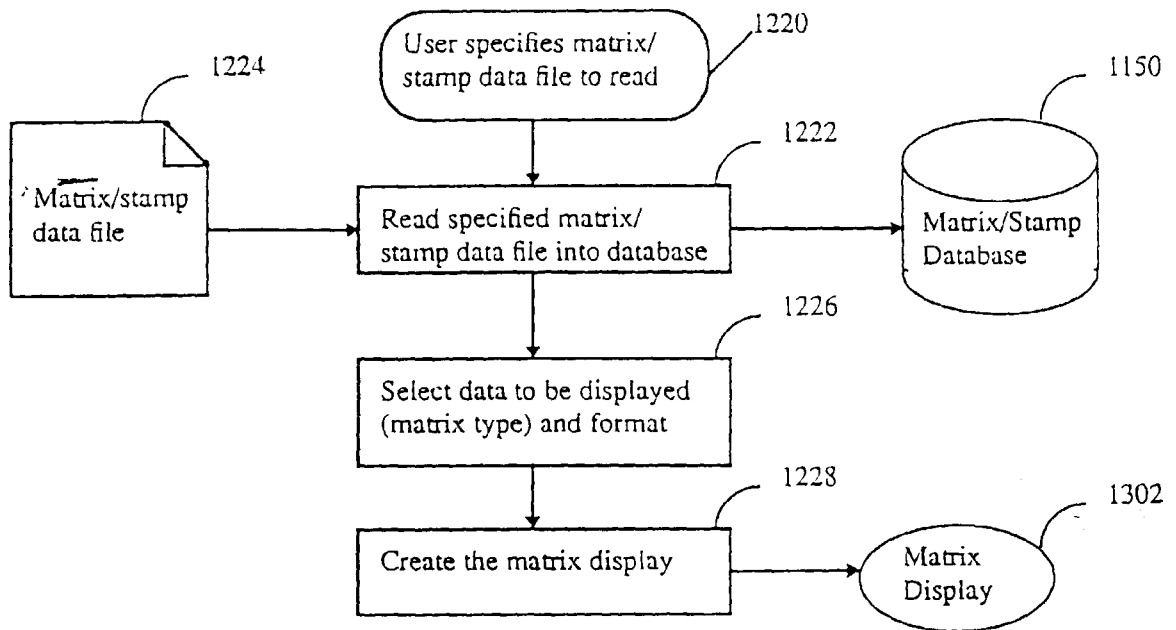 1220
User specifies matrix/
stamp data file to read
1224
1150
1222
Matrix/stamp
data file
Read specified matrix/
stamp data file into database
Matrix/Stamp
Database
1226
Select data to be displayed
(matrix type) and format
1228
1302
Create the matrix display
Matrix
Display